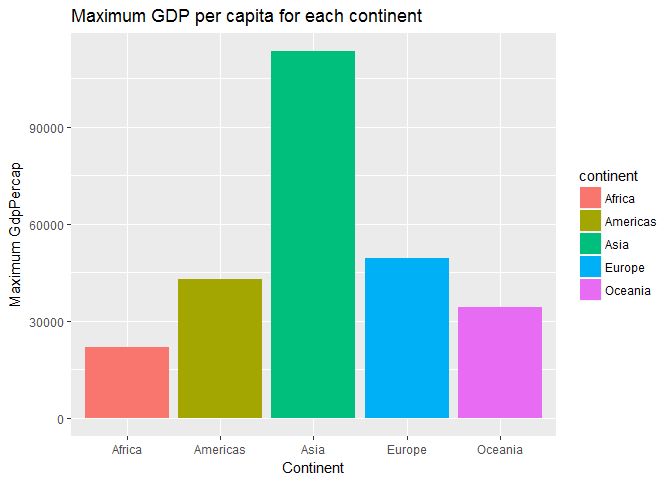 Maximum GDP per capita for each continent
Maximum GdpPercap
90000
60000
30000
0
Africa Americas Asia Europe Oceania
Continent
continent
Africa
Americas
Asia
Europe
Oceania